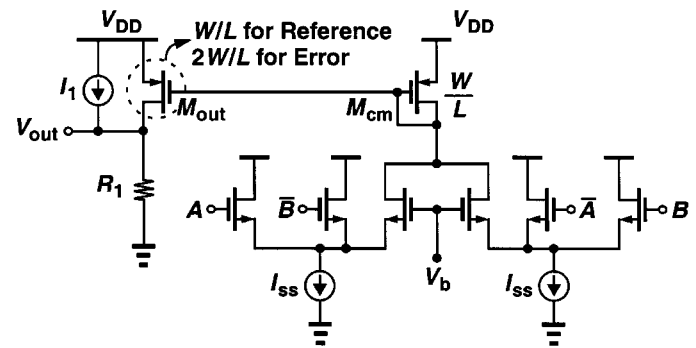 V_DD
W/L for Reference
2W/L for Error
V_DD
I_1
M_out
M_cm
W
L
V_out
R_1
A
B̅
A̅
B
I_ss
V_b
I_ss